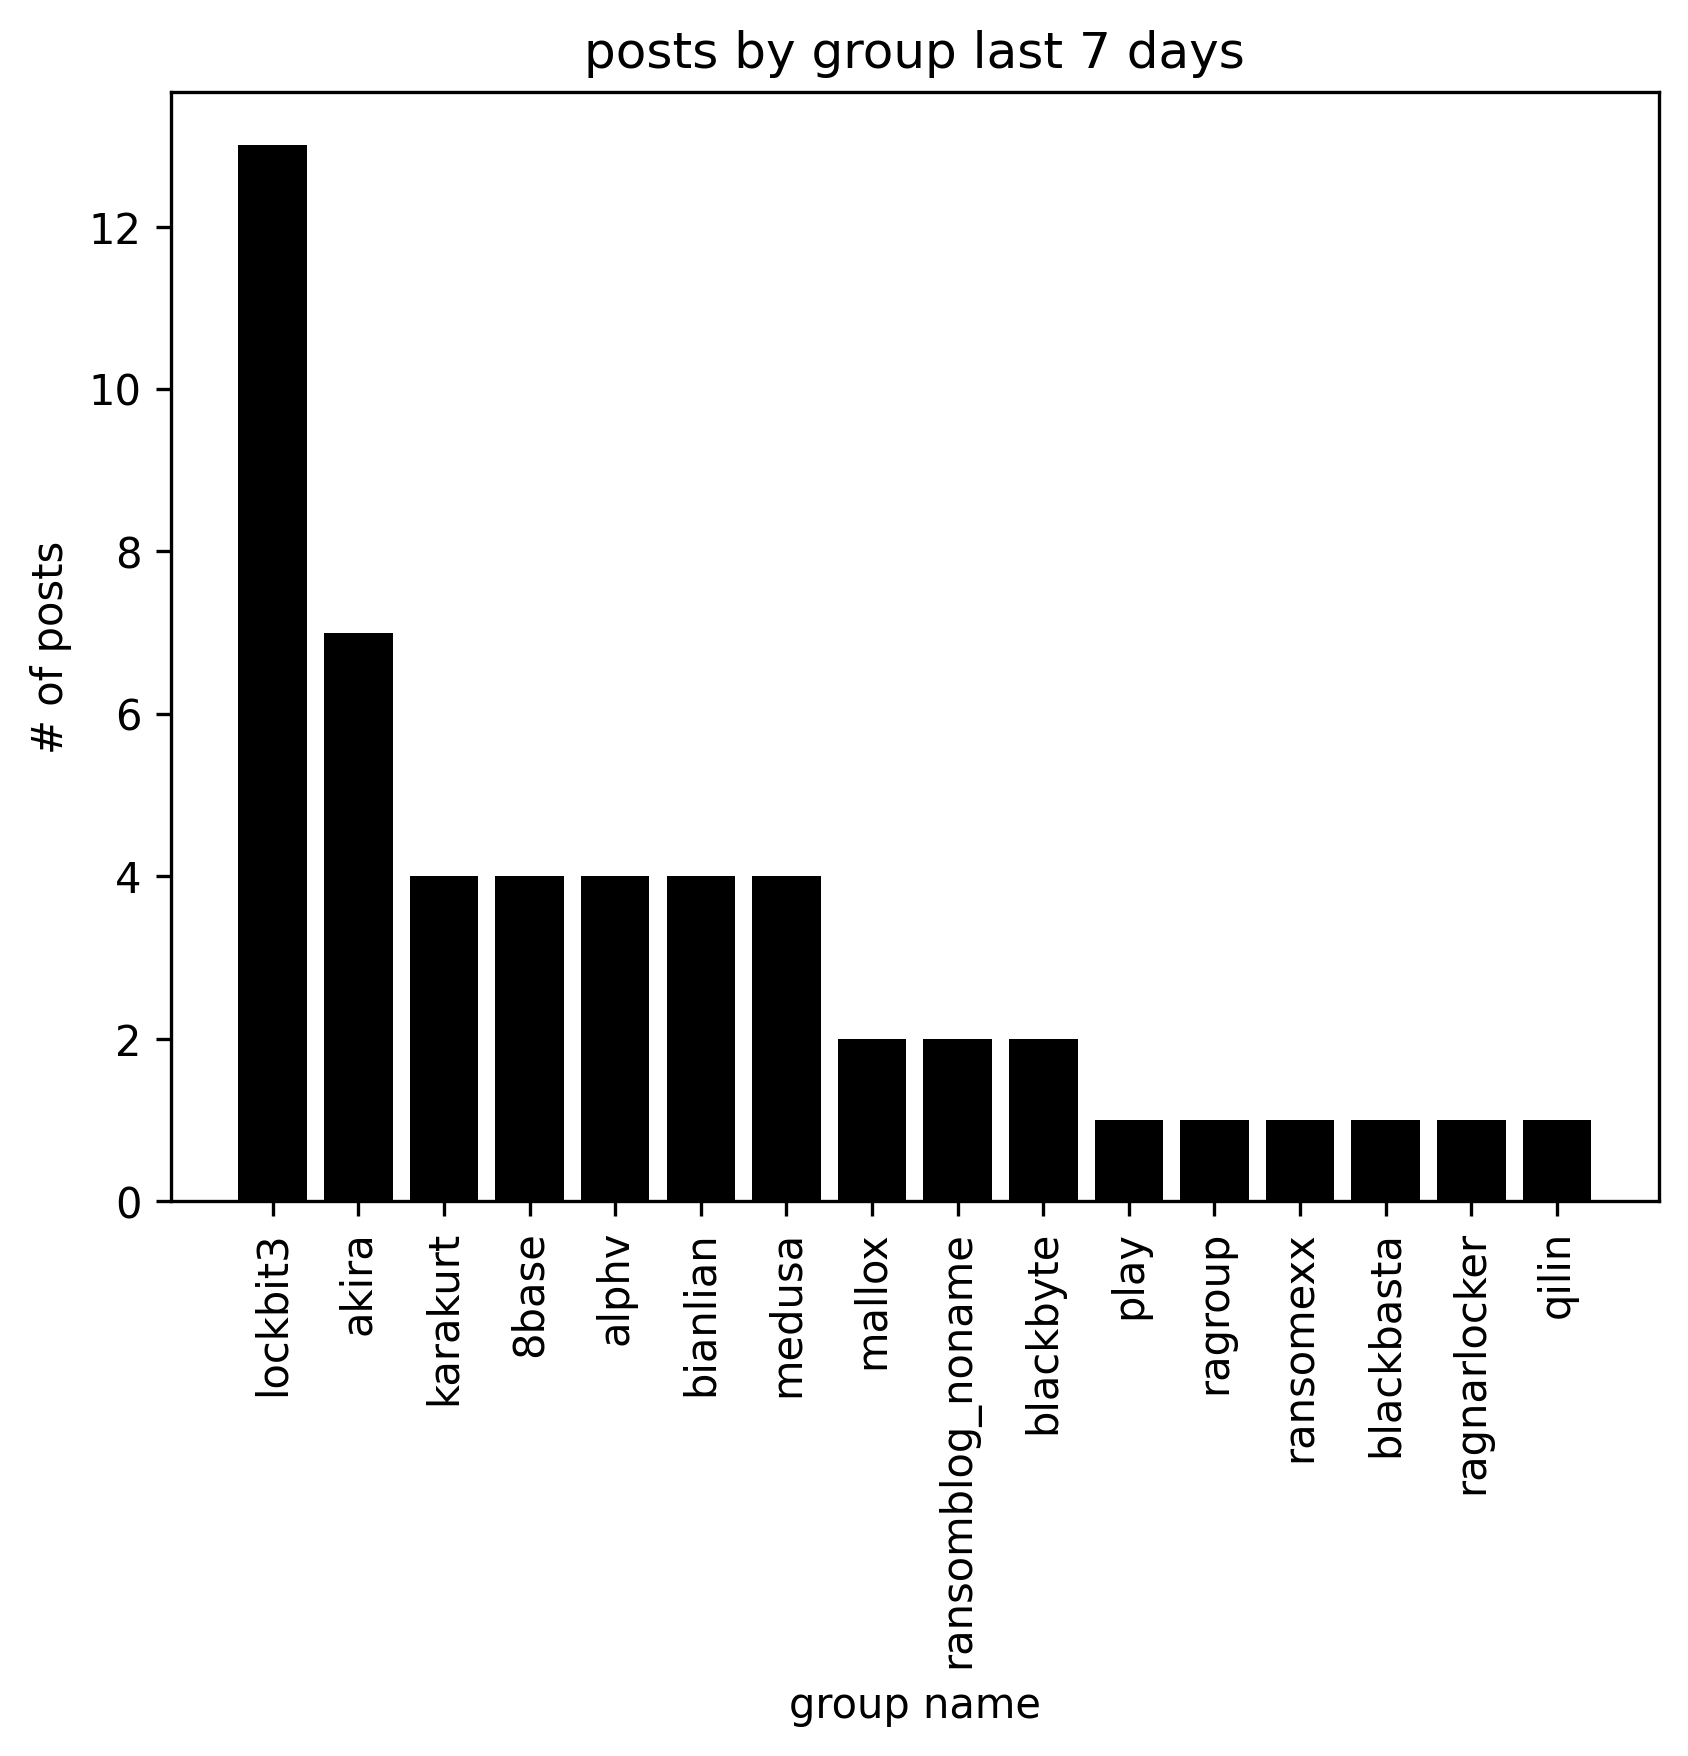 posts by group last 7 days
# of posts
12
10
8
6
4
2
0
lockbit3
akira
karakurt
8base
alphv
bianlian
medusa
mallox
ransomblog_noname
blackbyte
play
ragroup
ransomexx
blackbasta
ragnarlocker
qilin
group name